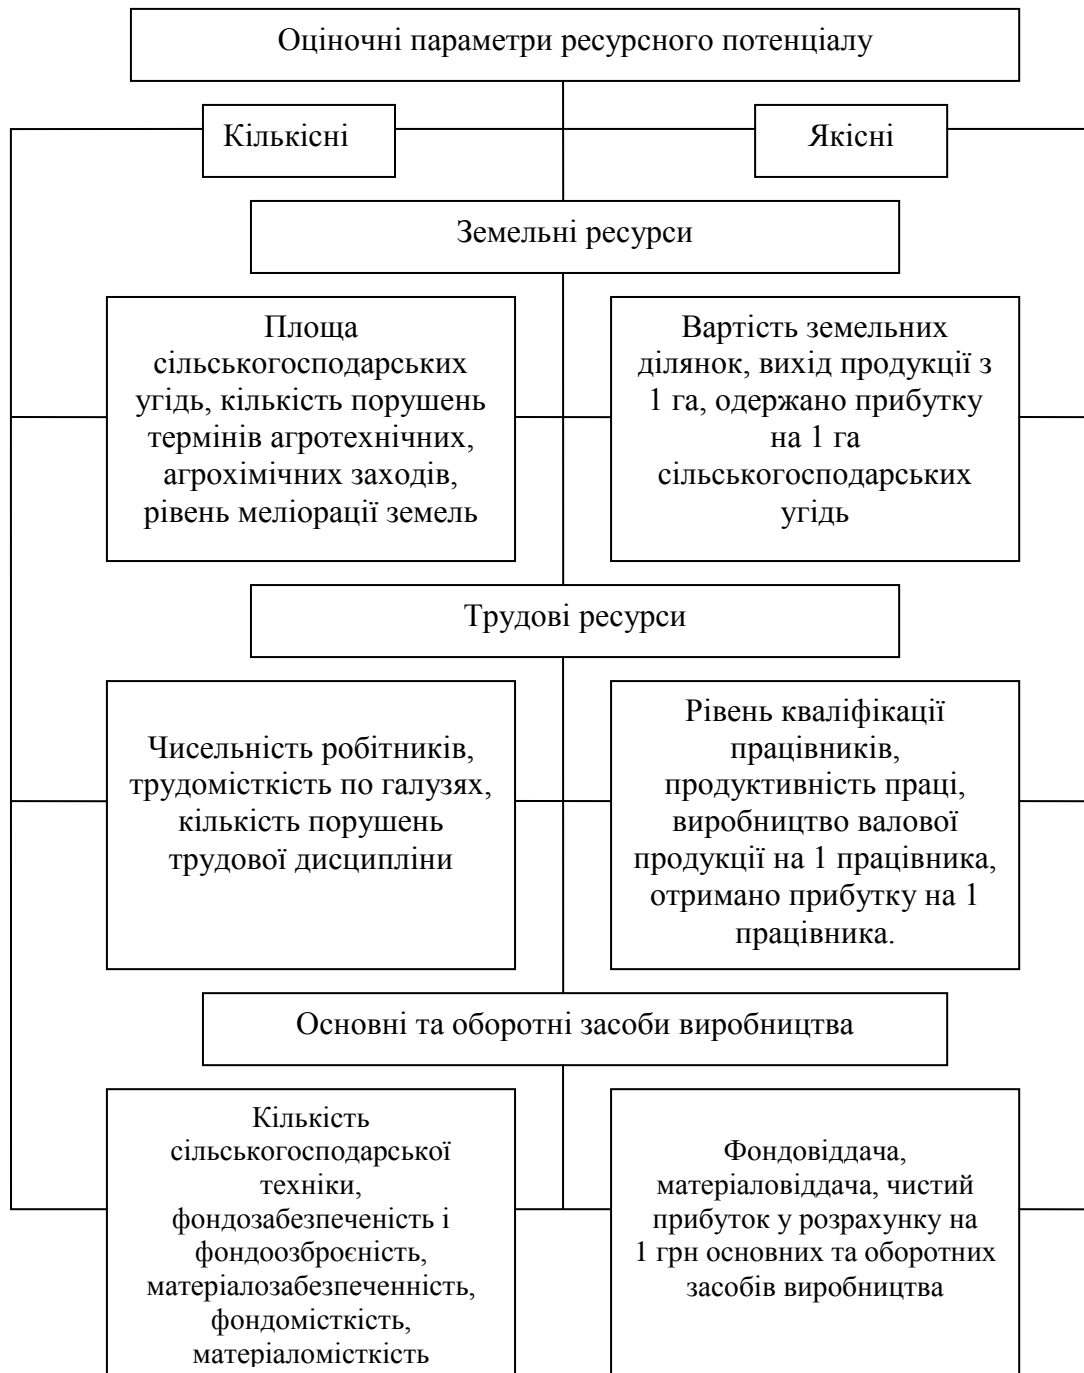 Оціночні параметри ресурсного потенціалу
Кількісні
Якісні
Земельні ресурси
Площа
сільськогосподарських
угідь, кількість порушень
термінів агротехнічних,
агрохімічних заходів,
рівень меліорації земель
Вартість земельних
ділянок, вихід продукції з
1 га, одержано прибутку
на 1 га
сільськогосподарських
угідь
Трудові ресурси
Чисельність робітників,
трудомісткість по галузях,
кількість порушень
трудової дисципліни
Рівень кваліфікації
працівників,
продуктивність праці,
виробництво валової
продукції на 1 працівника,
отримано прибутку на 1
працівника.
Основні та оборотні засоби виробництва
Кількість
сільськогосподарської
техніки,
фондозабезпеченість і
фондоозброєність,
матеріалозабезпеченність,
фондомісткість,
матеріаломісткість
Фондовіддача,
матеріаловіддача, чистий
прибуток у розрахунку на
1 грн основних та оборотних
засобів виробництва